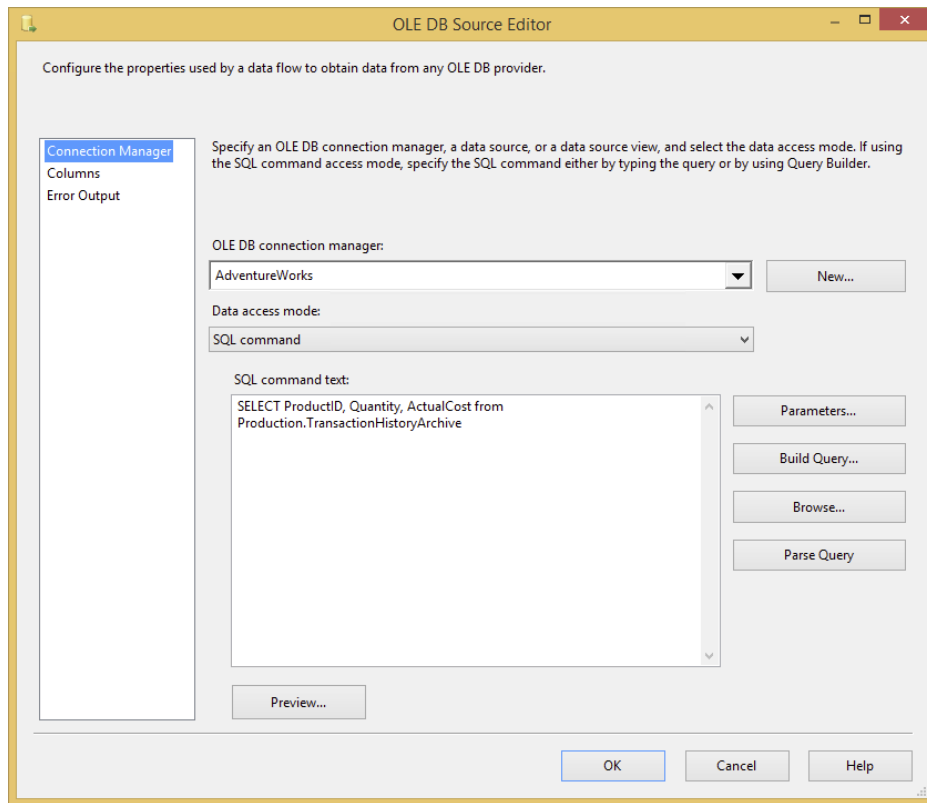 OLE DB Source Editor
Configure the properties used by a data flow to obtain data from any OLE DB provider.
Connection Manager
Columns
Error Output
Specify an OLE DB connection manager, a data source, or a data source view, and select the data access mode. If using
the SQL command access mode, specify the SQL command either by typing the query or by using Query Builder.
OLE DB connection manager:
AdventureWorks
New...
Data access mode:
SQL command
SQL command text:
SELECT ProductID, Quantity, ActualCost from
Production.TransactionHistoryArchive
Parameters...
Build Query...
Browse...
Parse Query
Preview...
OK
Cancel
Help